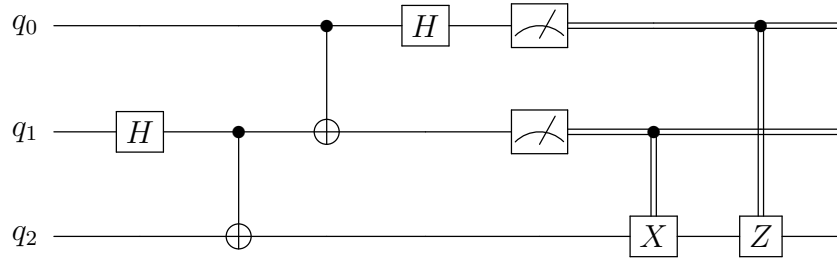 q₀ H
q₁ H
q₂ X Z